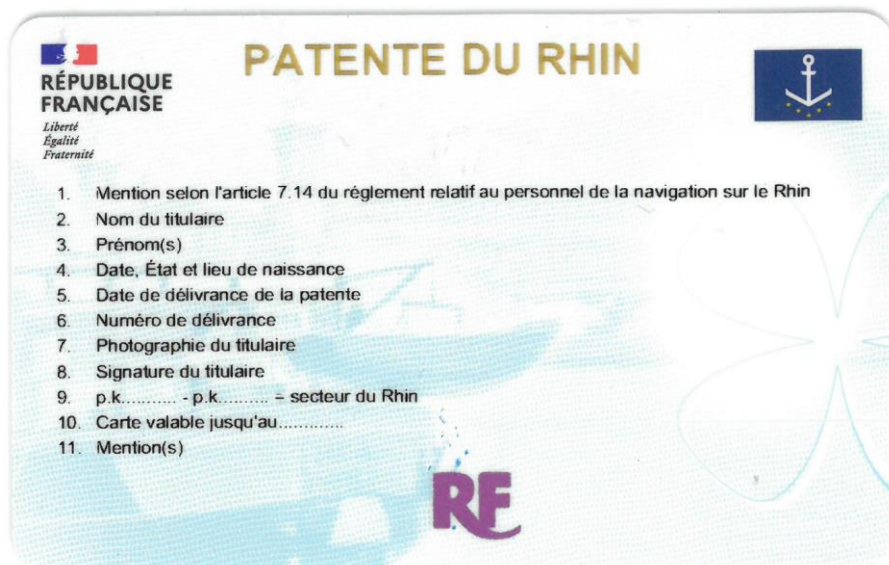 PATENTE DU RHIN
RÉPUBLIQUE
FRANÇAISE
Liberté
Égalité
Fraternité
1. Mention selon l'article 7.14 du réglement relatif au personnel de la navigation sur le Rhin
2. Nom du titulaire
3. Prénom(s)
4. Date, État et lieu de naissance
5. Date de délivrance de la patente
6. Numéro de délivrance
7. Photographie du titulaire
8. Signature du titulaire
9. p.k.......... - p.k.......... = secteur du Rhin
10. Carte valable jusqu'au.............
11. Mention(s)
RF